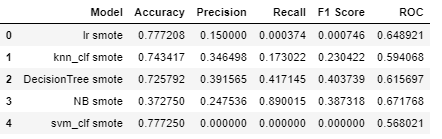 Model Accuracy Precision Recall F1 Score ROC
0 lr smote 0.777208 0.150000 0.000374 0.000746 0.648921
1 knn_clf smote 0.743417 0.346498 0.173022 0.230422 0.594068
2 DecisionTree smote 0.725792 0.391565 0.417145 0.403739 0.615697
3 NB smote 0.372750 0.247536 0.890015 0.387318 0.671768
4 svm_clf smote 0.777250 0.000000 0.000000 0.000000 0.568021